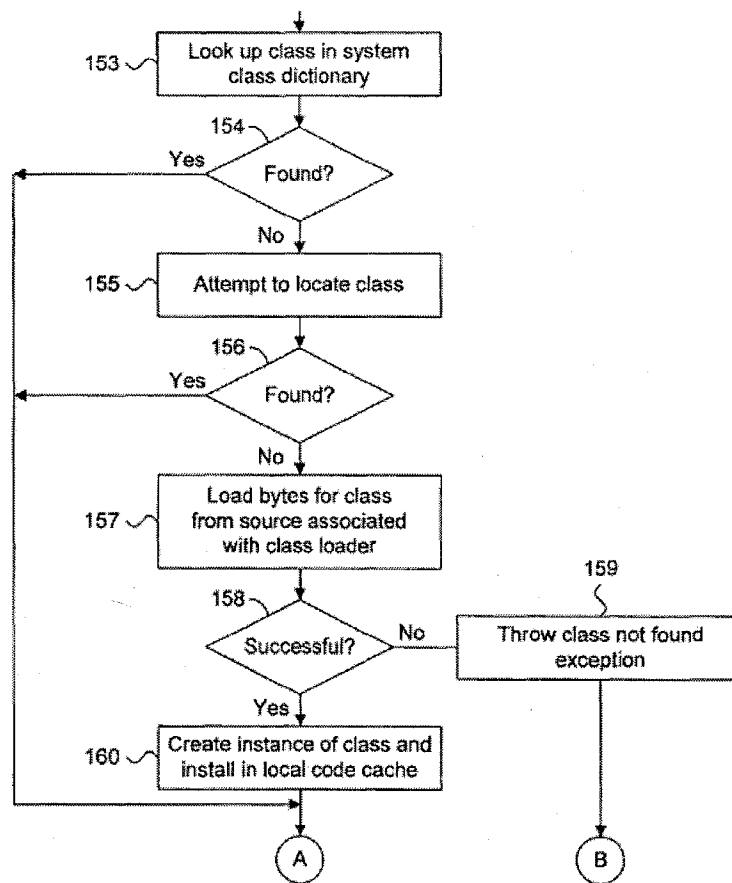 153
Look up class in system
class dictionary
154
Yes
Found?
No
155
Attempt to locate class
156
Yes
Found?
No
157
Load bytes for class
from source associated
with class loader
158
Successful?
No
159
Throw class not found
exception
Yes
160
Create instance of class and
install in local code cache
A
B